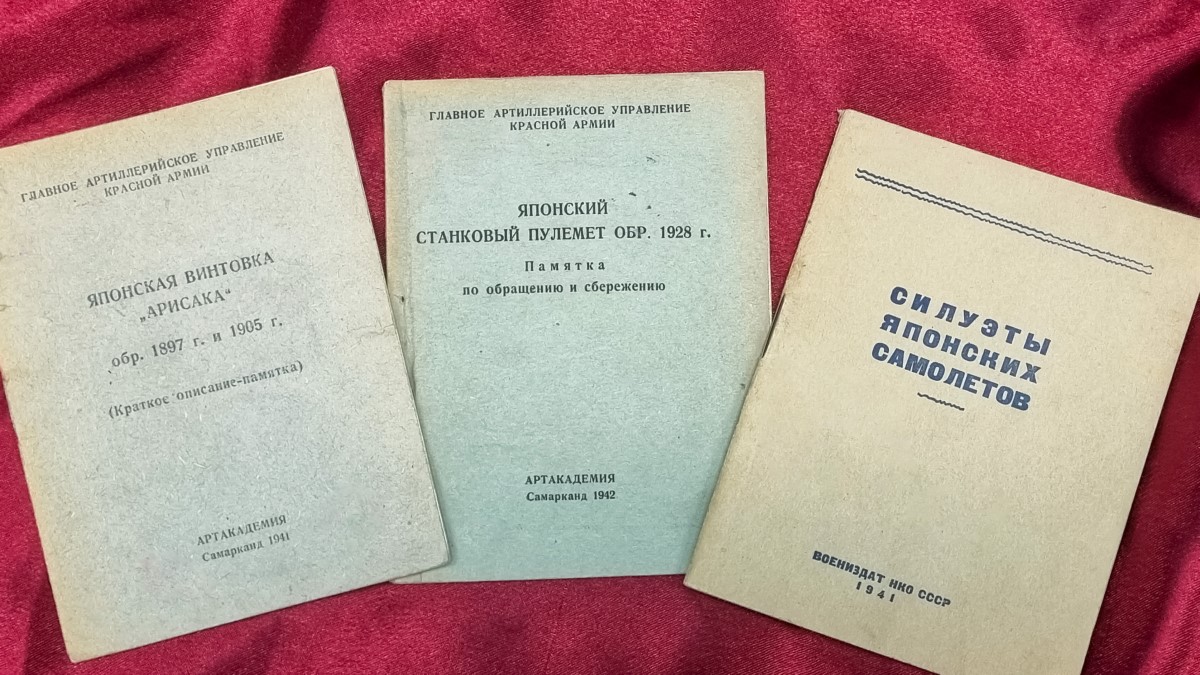 ГЛАВНОЕ АРТИЛЛЕРИЙСКОЕ УПРАВЛЕНИЕ
КРАСНОЙ АРМИИ
ЯПОНСКАЯ ВИНТОВКА
„АРИСАКА“
обр. 1897 г. и 1905 г.
(Краткое описание-памятка)
АРТАКАДЕМИЯ
Самарканд 1941
ГЛАВНОЕ АРТИЛЛЕРИЙСКОЕ УПРАВЛЕНИЕ
КРАСНОЙ АРМИИ
ЯПОНСКИЙ
СТАНКОВЫЙ ПУЛЕМЕТ ОБР. 1928 г.
Памятка
по обращению и сбережению
АРТАКАДЕМИЯ
Самарканд 1942
СИЛУЭТЫ
ЯПОНСКИХ
САМОЛЕТОВ
ВОЕНИЗДАТ НКО СССР
1941